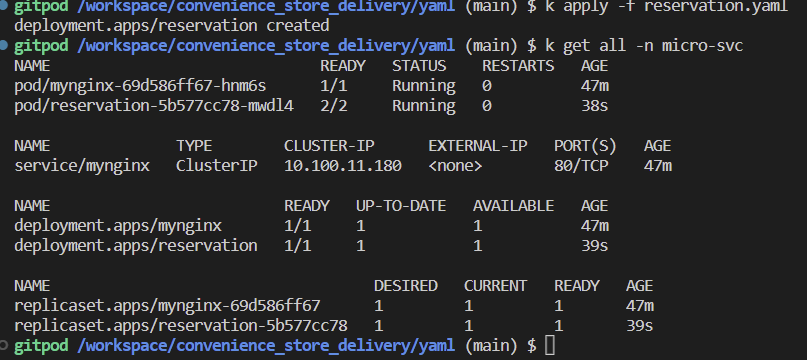 gitpod /workspace/convenience_store_delivery/yaml (main) $ k apply -f reservation.yaml
deployment.apps/reservation created
gitpod /workspace/convenience_store_delivery/yaml (main) $ k get all -n micro-svc
NAME READY STATUS RESTARTS AGE
pod/mynginx-69d586ff67-hnm6s 1/1 Running 0 47m
pod/reservation-5b577cc78-mwdl4 2/2 Running 0 38s
NAME TYPE CLUSTER-IP EXTERNAL-IP PORT(S) AGE
service/mynginx ClusterIP 10.100.11.180 <none> 80/TCP 47m
NAME READY UP-TO-DATE AVAILABLE AGE
deployment.apps/mynginx 1/1 1 1 47m
deployment.apps/reservation 1/1 1 1 39s
NAME DESIRED CURRENT READY AGE
replicaset.apps/mynginx-69d586ff67 1 1 1 47m
replicaset.apps/reservation-5b577cc78 1 1 1 39s
gitpod /workspace/convenience_store_delivery/yaml (main) $